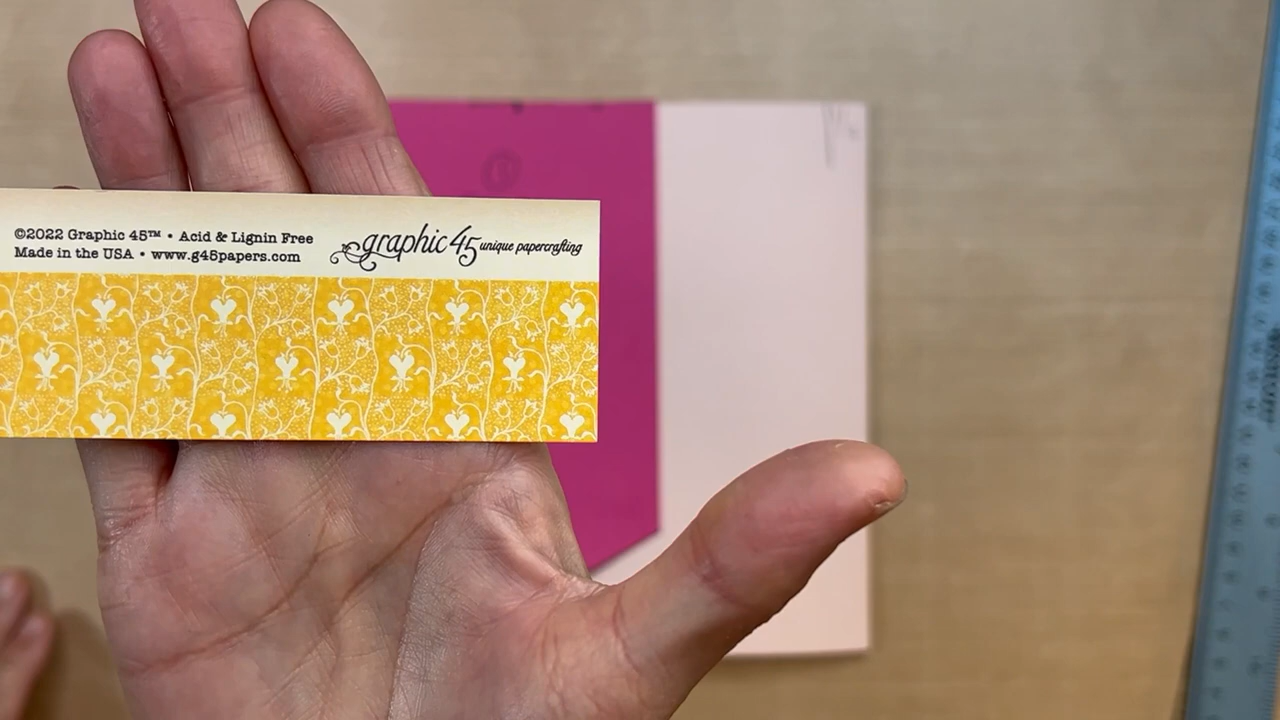 ©2022 Graphic 45™ • Acid & Lignin Free
Made in the USA • www.g45papers.com
graphic 45 unique papercrafting